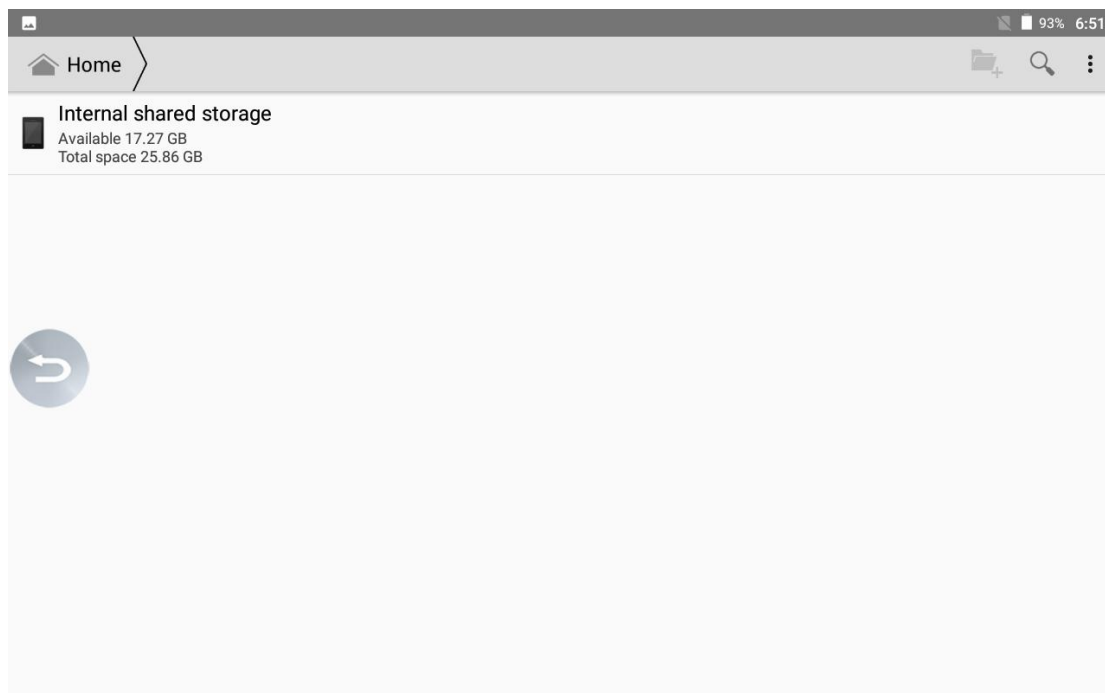 93% 6:51
Home
Internal shared storage
Available 17.27 GB
Total space 25.86 GB